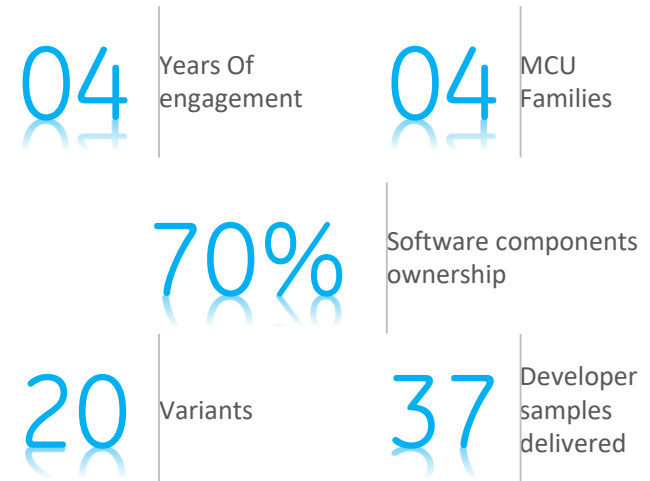 04
Years Of
engagement
04
MCU
Families
70%
Software components
ownership
20
Variants
37
Developer
samples
delivered